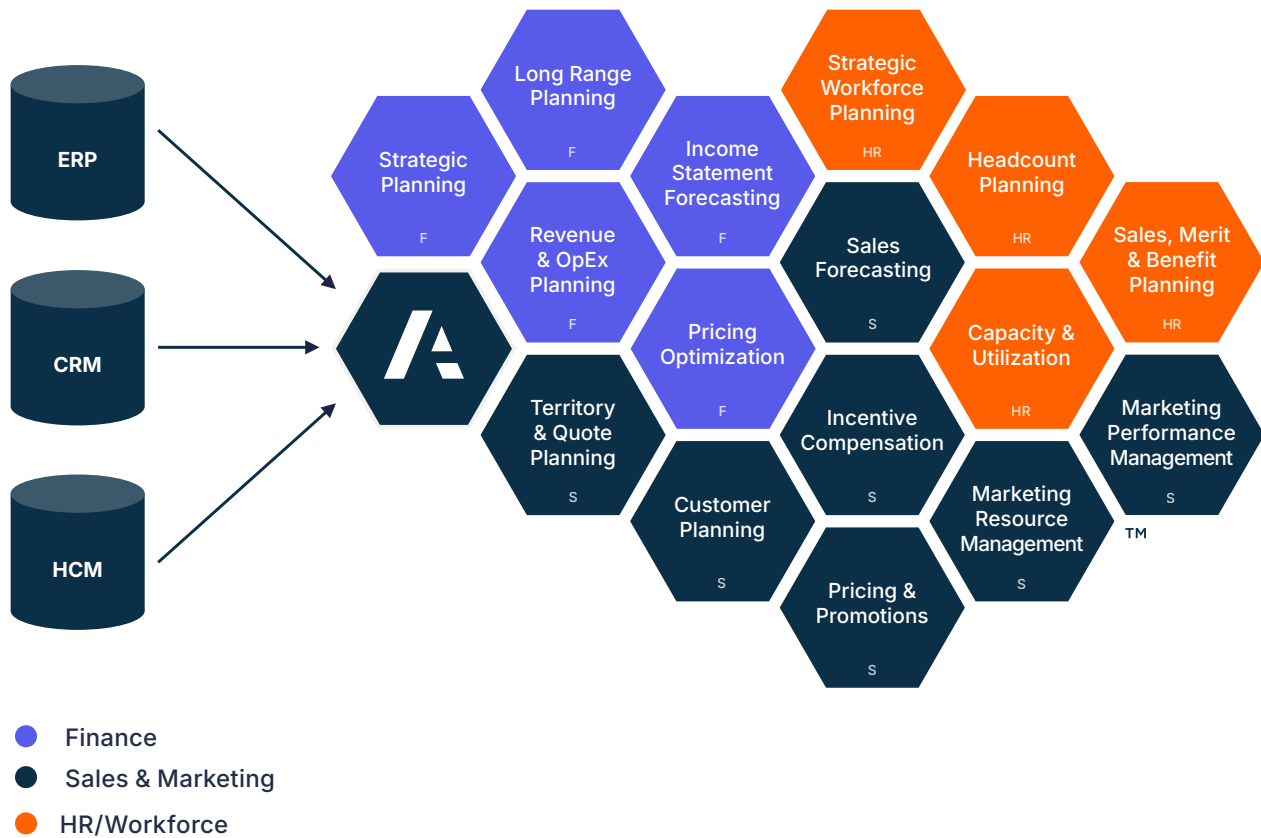 ERP
CRM
HCM
Strategic
Planning
F
Long Range
Planning
F
Revenue
& OpEx
Planning
F
Income
Statement
Forecasting
F
Pricing
Optimization
F
Strategic
Workforce
Planning
HR
Headcount
Planning
HR
Sales, Merit
& Benefit
Planning
HR
Sales
Forecasting
S
Capacity &
Utilization
HR
Territory
& Quote
Planning
S
Customer
Planning
S
Incentive
Compensation
S
Marketing
Performance
Management
S
Marketing
Resource
Management
S
TM
Pricing &
Promotions
S
Finance
Sales & Marketing
HR/Workforce